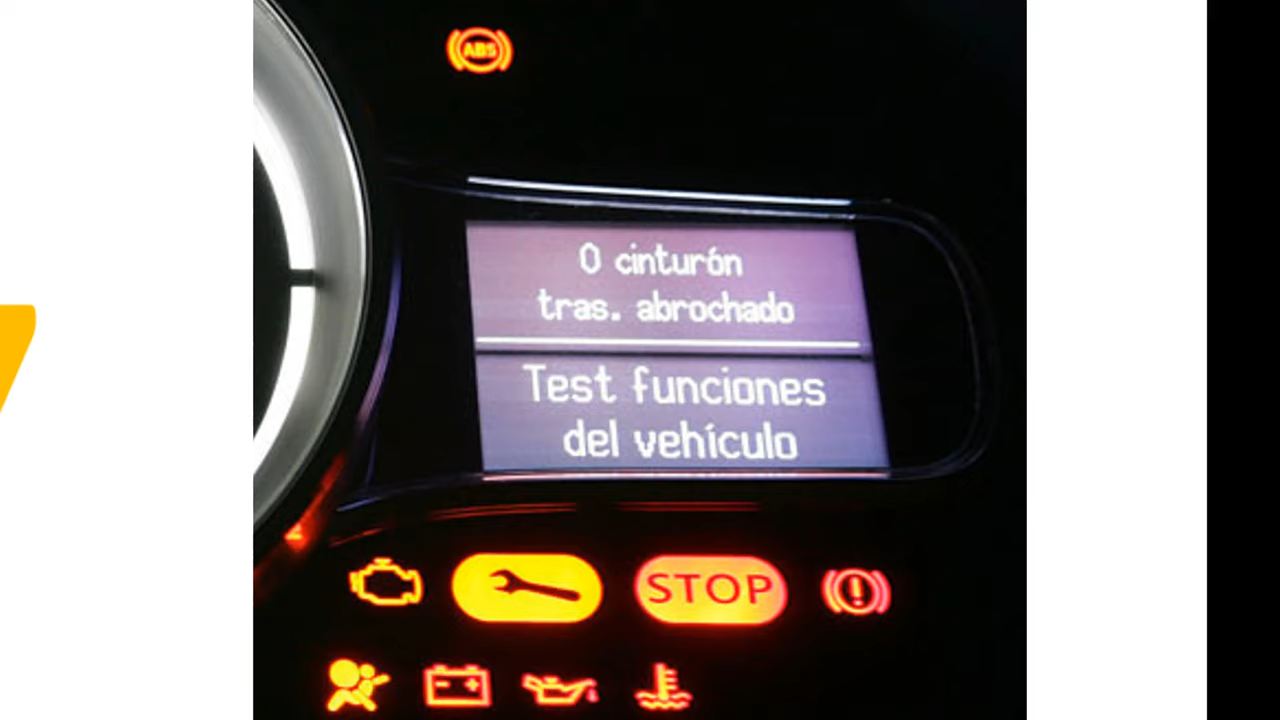 ABS
0 cinturón
tras. abrochado
Test funciones
del vehículo
STOP